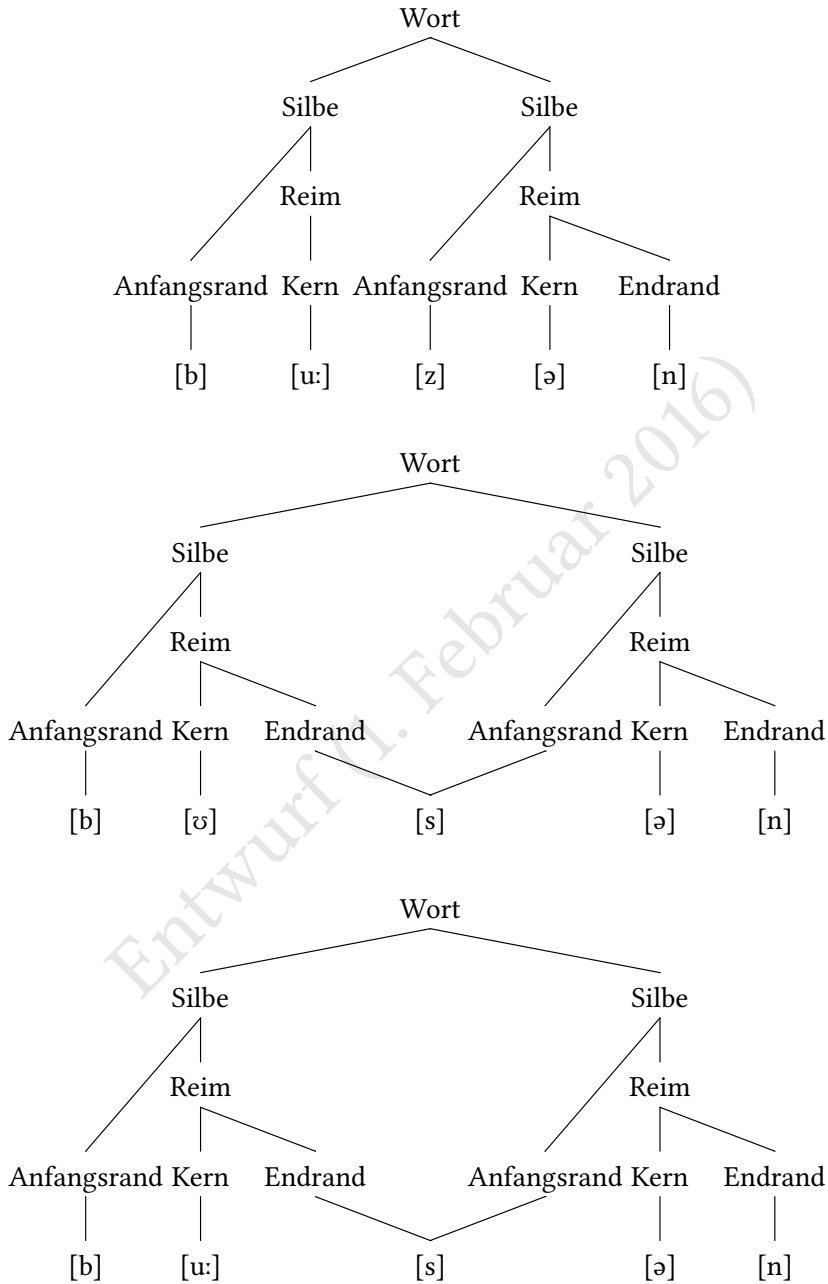 Wort
Silbe Silbe
Reim Reim
Anfangsrand Kern Anfangsrand Kern Endrand
[b] [uː] [z] [ə] [n]
Wort
Silbe Silbe
Reim Reim
Anfangsrand Kern Endrand Anfangsrand Kern Endrand
[b] [ʊ] [s] [ə] [n]
Wort
Silbe Silbe
Reim Reim
Anfangsrand Kern Endrand Anfangsrand Kern Endrand
[b] [uː] [s] [ə] [n]
Entwurf (1. Februar 2016)